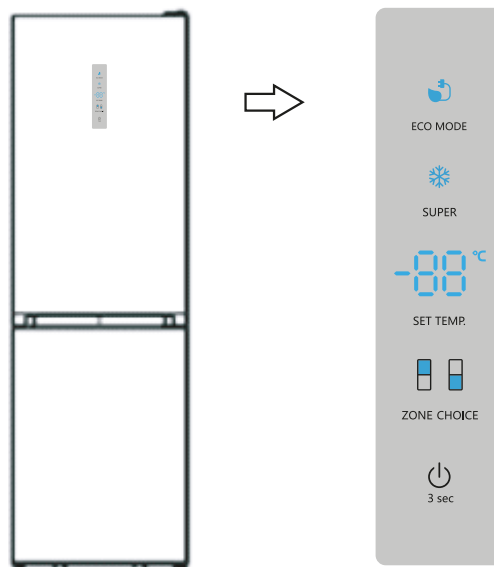 ECO MODE
SUPER
-88 °C
SET TEMP.
ZONE CHOICE
3 sec